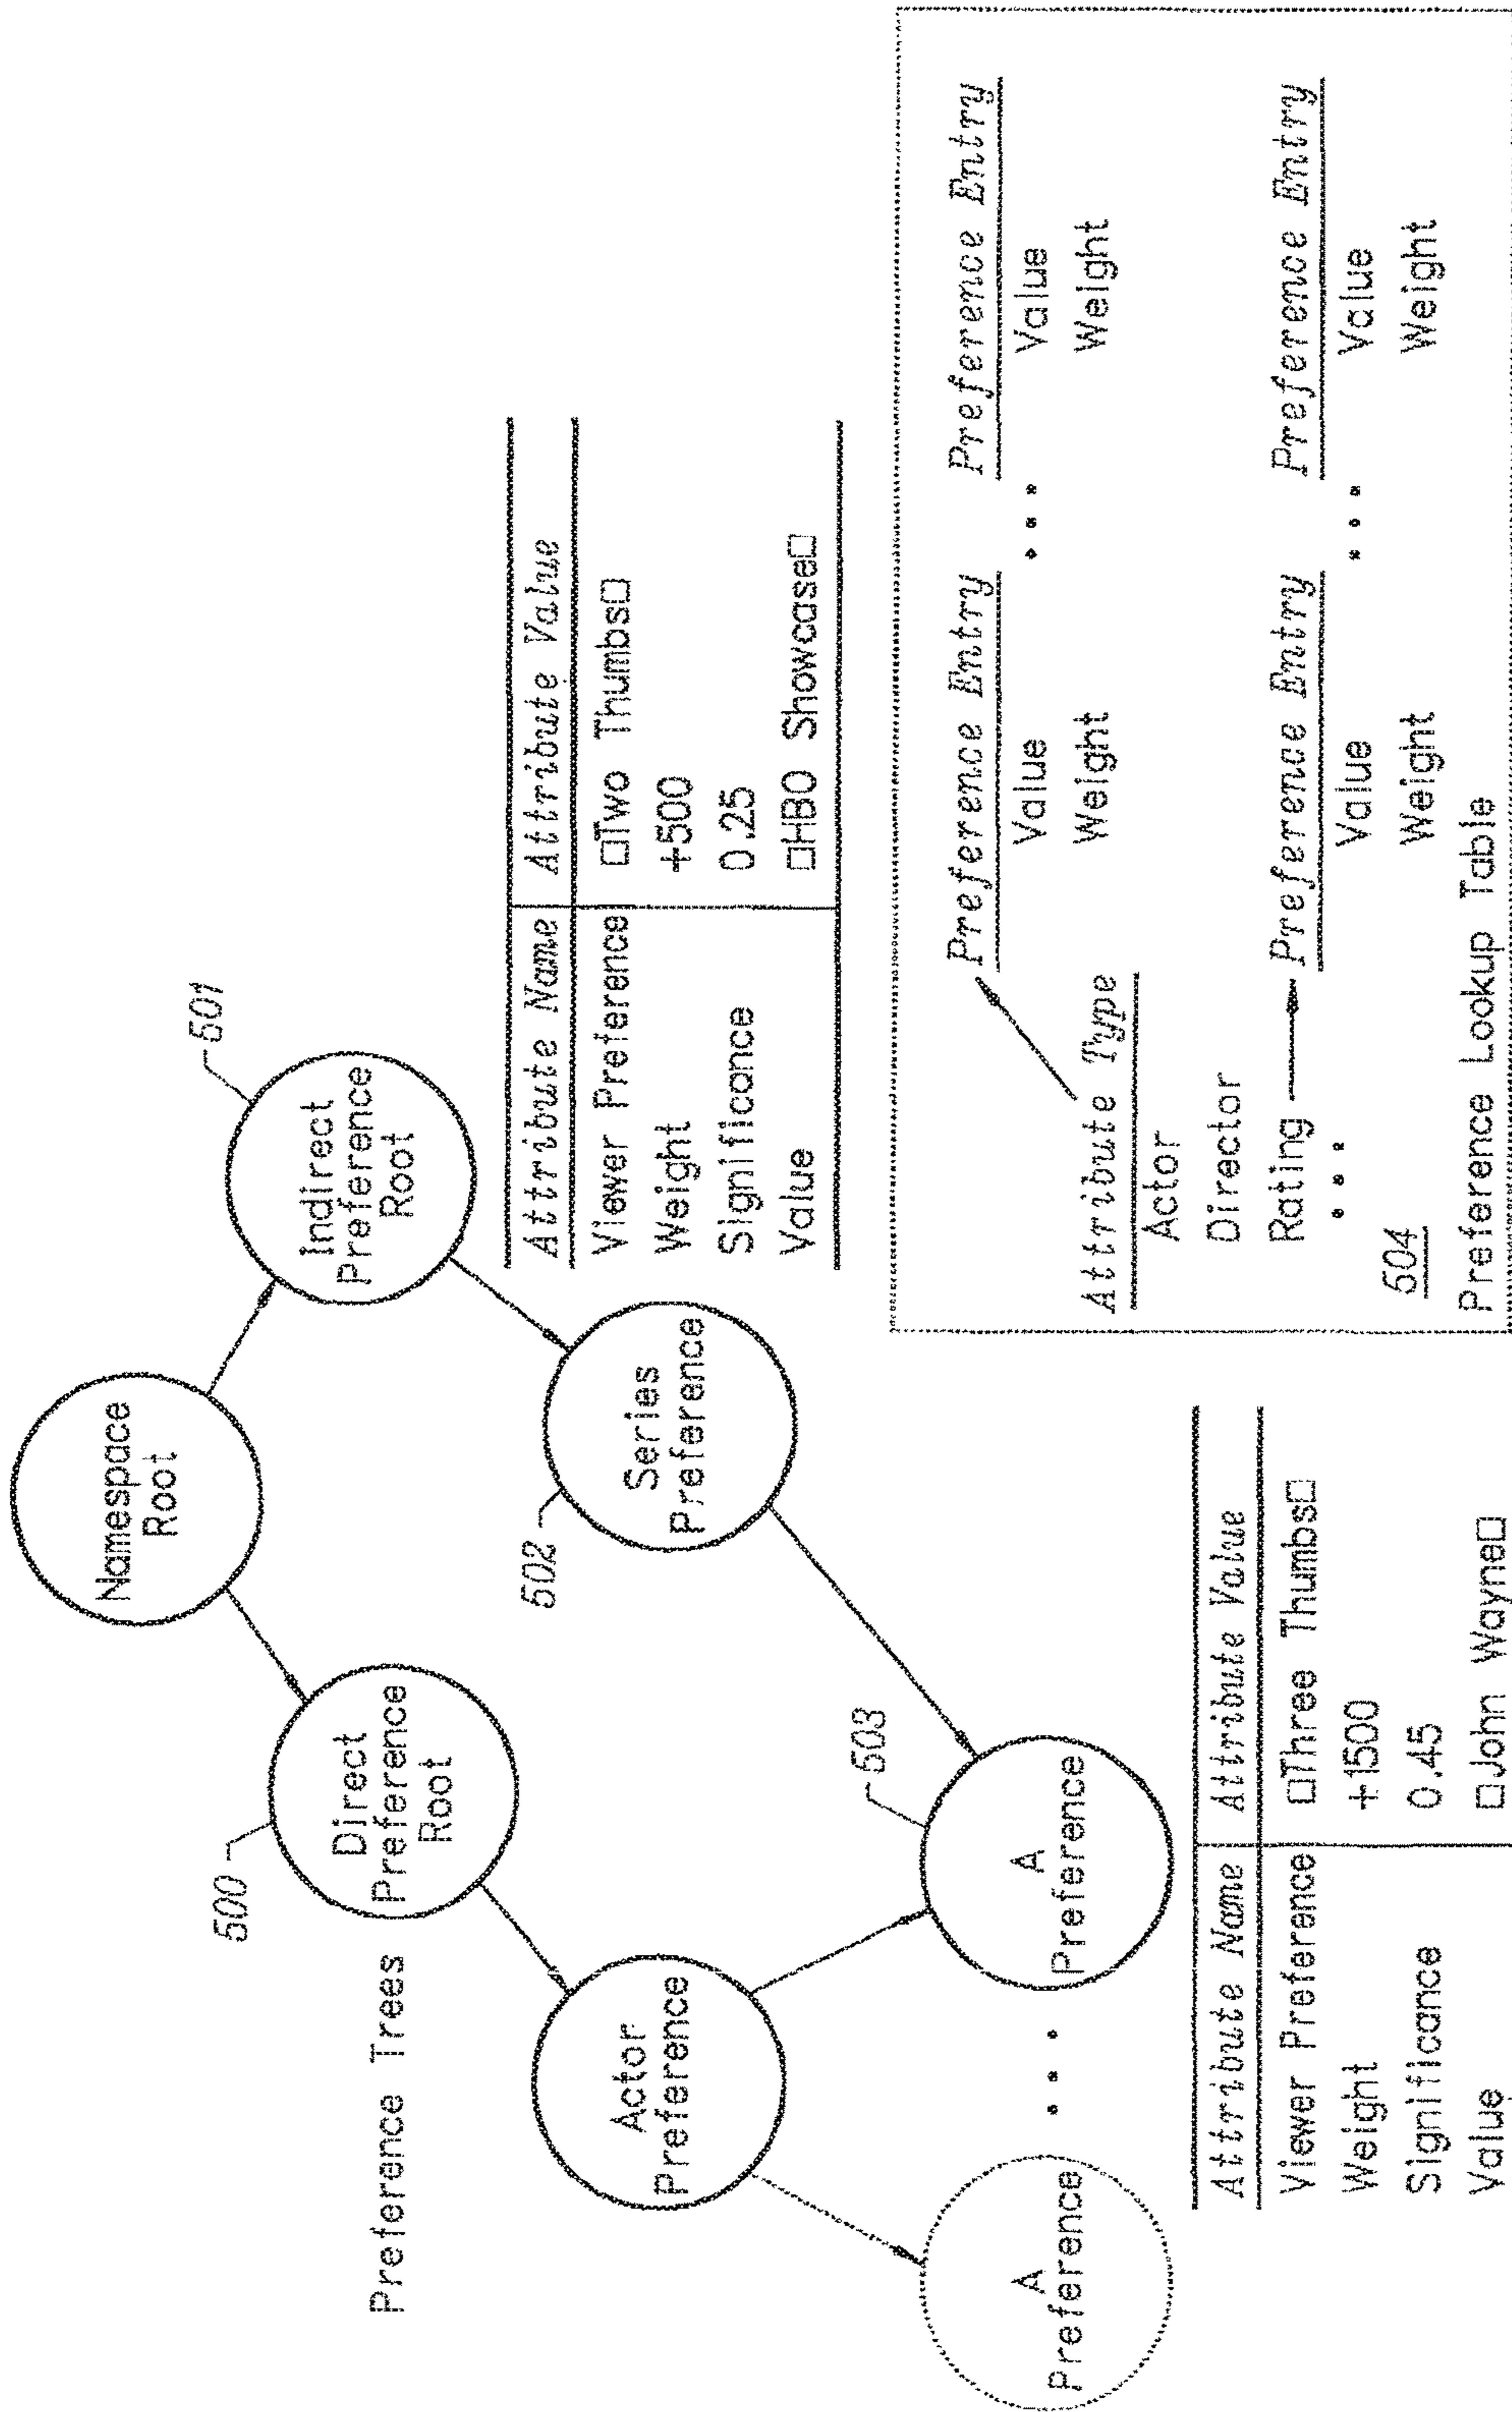 Preference Trees
Namespace
Root
500
Direct
Preference
Root
501
Indirect
Preference
Root
Actor
Preference
502
Series
Preference
A
Preference
• • •
503
A
Preference
Attribute Name Attribute Value
Viewer Preference □Two Thumbs□
Weight +500
Significance 0.25
Value □HBO Showcase□
Attribute Name Attribute Value
Viewer Preference □Three Thumbs□
Weight +1500
Significance 0.45
Value □John Wayne□
Preference Entry Preference Entry
Value • • • Value
Weight Weight
Attribute Type
Actor
Director
Rating Preference Entry Preference Entry
• • • Value • • • Value
Weight Weight
504
Preference Lookup Table